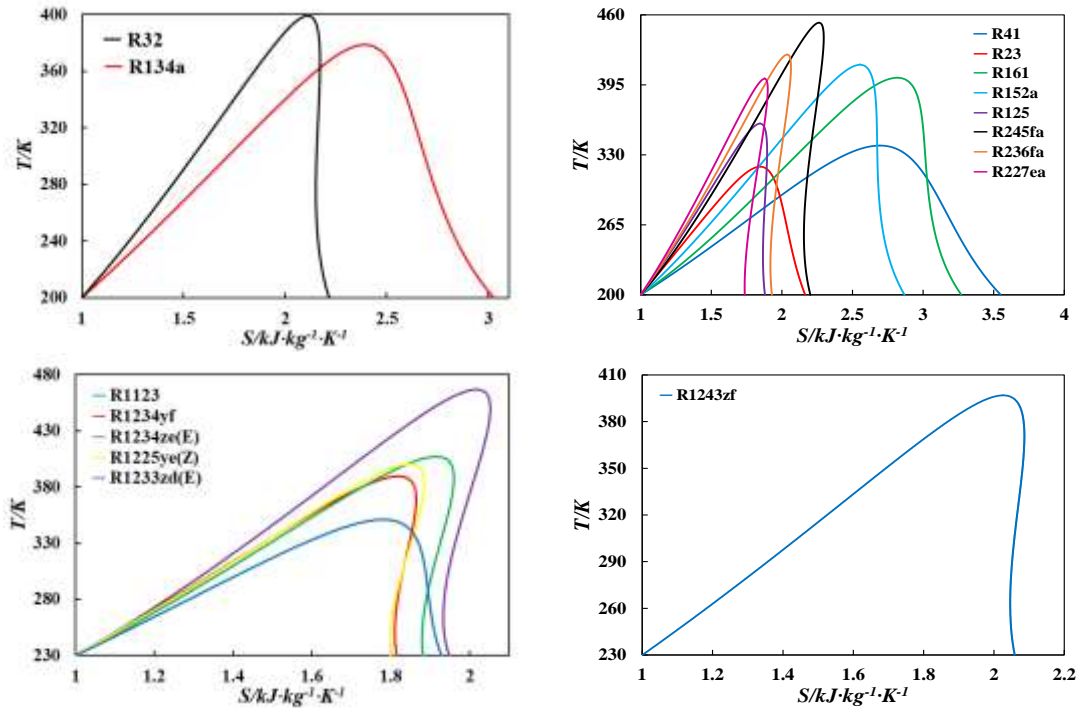 400
360
320
280
240
200
T/K
R32
R134a
1
1.5
2
2.5
3
S/kJ·kg⁻¹·K⁻¹
460
395
330
265
200
T/K
R41
R23
R161
R152a
R125
R245fa
R236fa
R227ea
1
1.5
2
2.5
3
3.5
4
S/kJ·kg⁻¹·K⁻¹
480
430
380
330
280
230
T/K
R1123
R1234yf
R1234ze(E)
R1225ye(Z)
R1233zd(E)
1
1.2
1.4
1.6
1.8
2
S/kJ·kg⁻¹·K⁻¹
410
380
350
320
290
260
230
T/K
R1243zf
1
1.2
1.4
1.6
1.8
2
2.2
S/kJ·kg⁻¹·K⁻¹